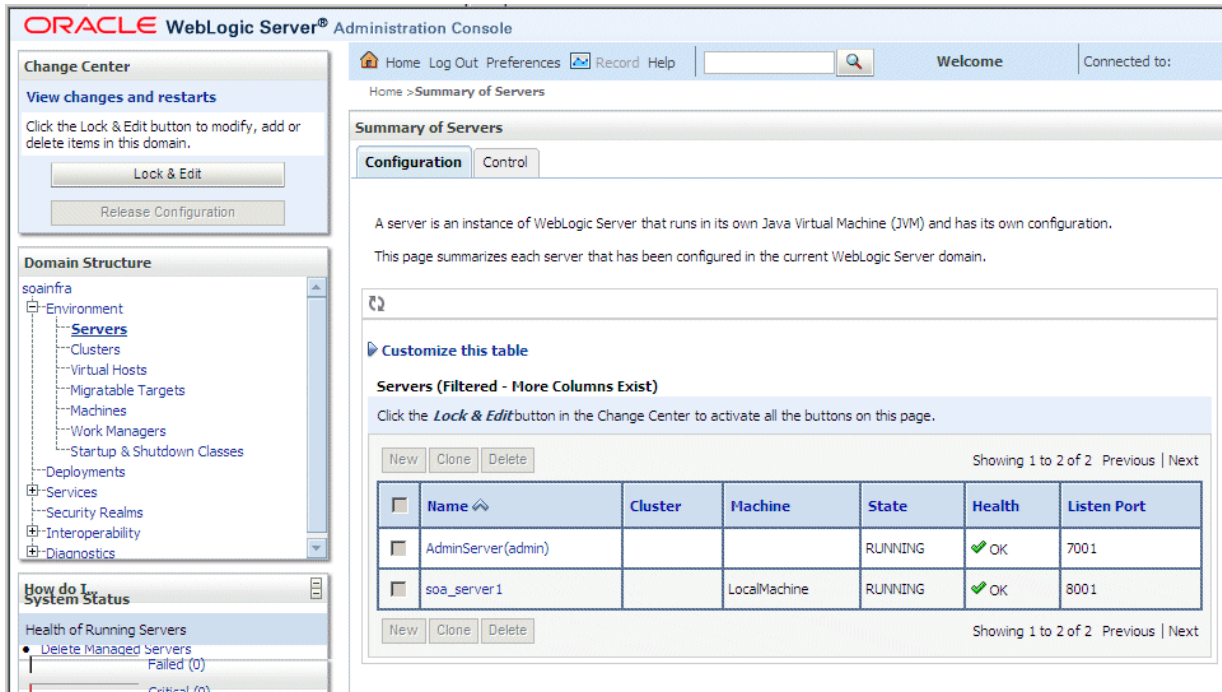 ORACLE WebLogic Server® Administration Console
Change Center
View changes and restarts
Click the Lock & Edit button to modify, add or
delete items in this domain.
Lock & Edit
Release Configuration
Domain Structure
soainfra
Environment
Servers
Clusters
Virtual Hosts
Migratable Targets
Machines
Work Managers
Startup & Shutdown Classes
Deployments
Services
Security Realms
Interoperability
Diagnostics
How do I...
System Status
Health of Running Servers
Delete Managed Servers
Failed (0)
Critical (0)
Home Log Out Preferences Record Help
Welcome
Connected to:
Home >Summary of Servers
Summary of Servers
Configuration Control
A server is an instance of WebLogic Server that runs in its own Java Virtual Machine (JVM) and has its own configuration.
This page summarizes each server that has been configured in the current WebLogic Server domain.
Customize this table
Servers (Filtered - More Columns Exist)
Click the Lock & Edit button in the Change Center to activate all the buttons on this page.
New Clone Delete Showing 1 to 2 of 2 Previous | Next
Name Cluster Machine State Health Listen Port
AdminServer(admin) RUNNING OK 7001
soa_server1 LocalMachine RUNNING OK 8001
New Clone Delete Showing 1 to 2 of 2 Previous | Next